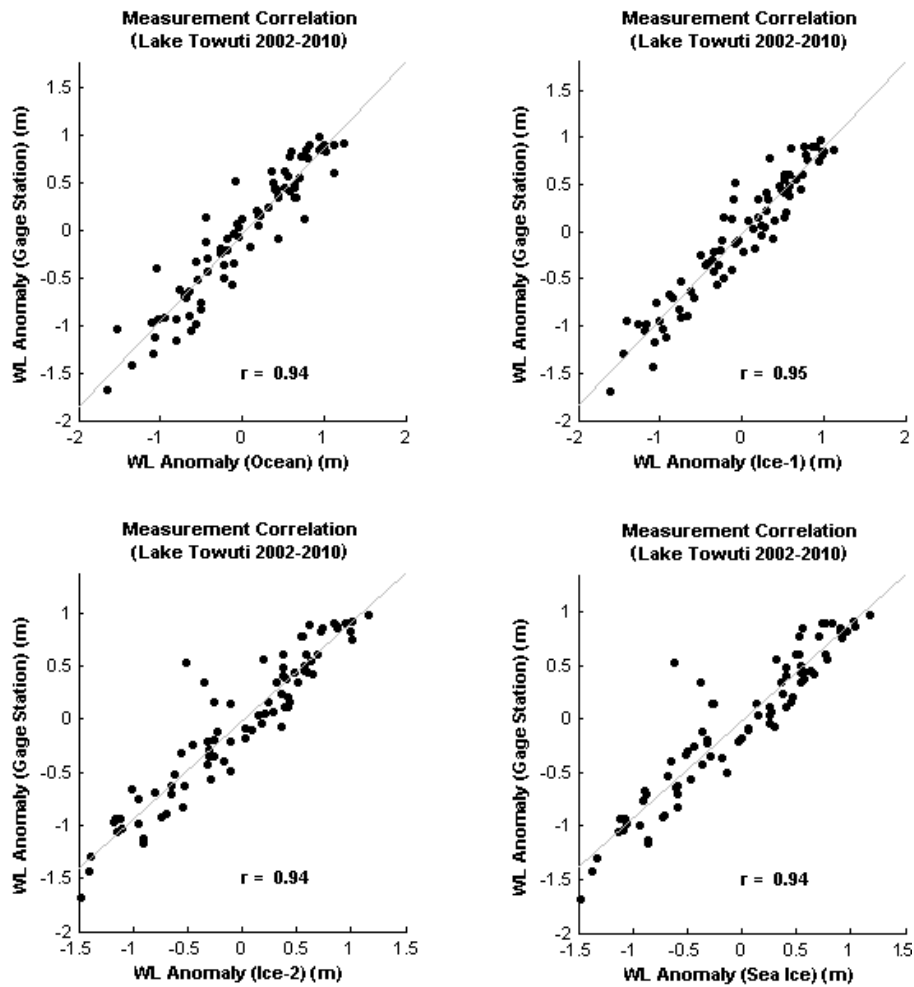 Measurement Correlation
(Lake Towuti 2002-2010)
WL Anomaly (Gage Station) (m)
1.5
1
0.5
0
-0.5
-1
-1.5
-2
r = 0.94
-2 -1 0 1 2
WL Anomaly (Ocean) (m)
Measurement Correlation
(Lake Towuti 2002-2010)
WL Anomaly (Gage Station) (m)
1.5
1
0.5
0
-0.5
-1
-1.5
-2
r = 0.95
-2 -1 0 1 2
WL Anomaly (Ice-1) (m)
Measurement Correlation
(Lake Towuti 2002-2010)
WL Anomaly (Gage Station) (m)
1
0.5
0
-0.5
-1
-1.5
-2
r = 0.94
-1.5 -1 -0.5 0 0.5 1 1.5
WL Anomaly (Ice-2) (m)
Measurement Correlation
(Lake Towuti 2002-2010)
WL Anomaly (Gage Station) (m)
1
0.5
0
-0.5
-1
-1.5
-2
r = 0.94
-1.5 -1 -0.5 0 0.5 1 1.5
WL Anomaly (Sea Ice) (m)